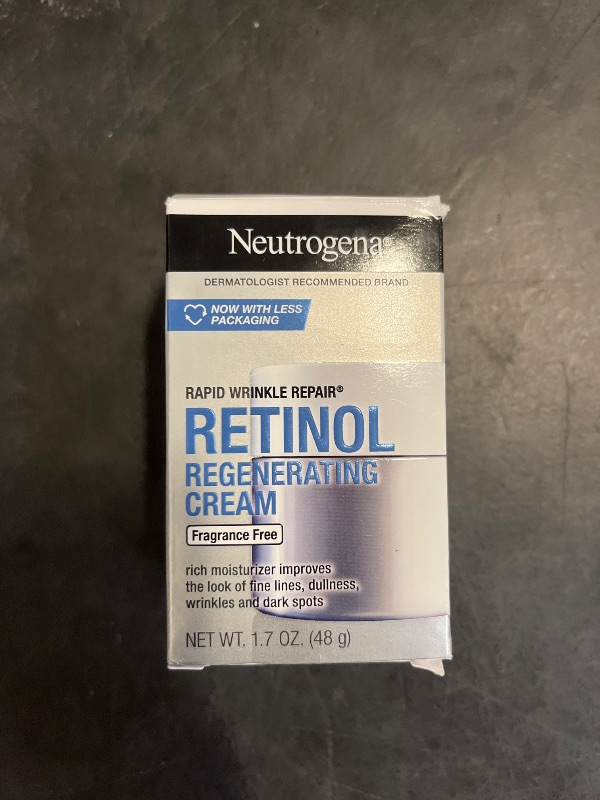 Neutrogena®
DERMATOLOGIST RECOMMENDED BRAND
NOW WITH LESS
PACKAGING
RAPID WRINKLE REPAIR®
RETINOL
REGENERATING
CREAM
Fragrance Free
rich moisturizer improves
the look of fine lines, dullness,
wrinkles and dark spots
NET WT. 1.7 OZ. (48 g)